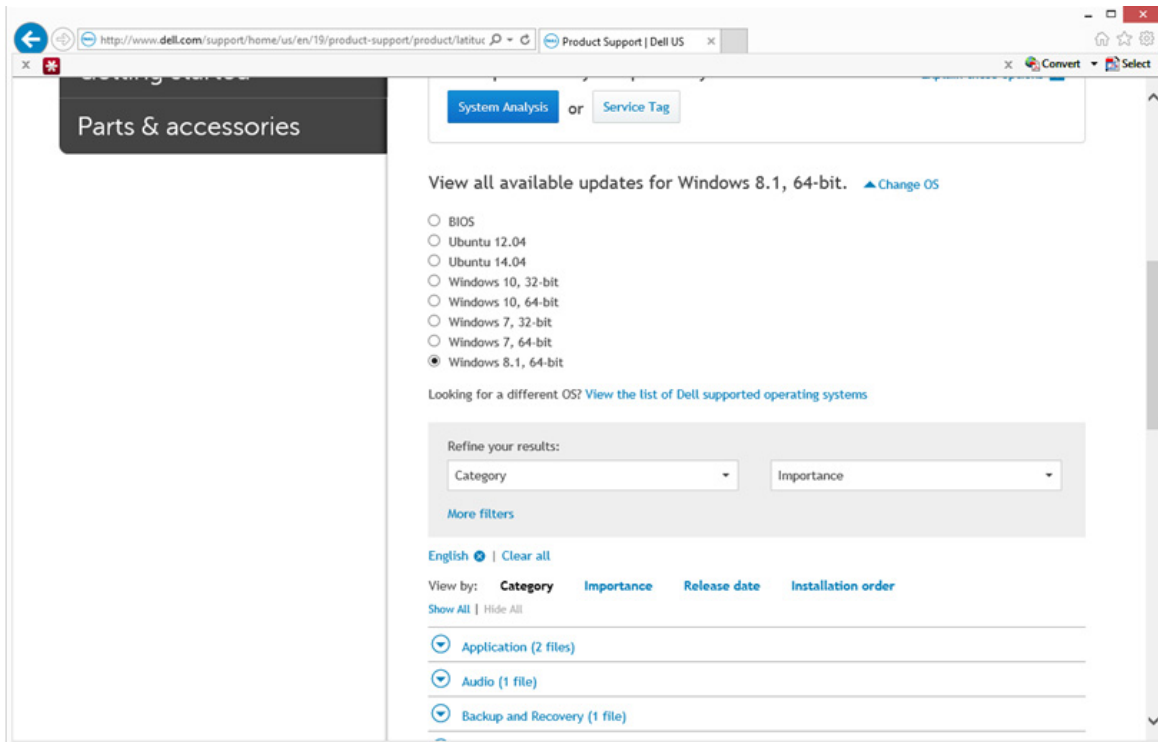 http://www.dell.com/support/home/us/en/19/product-support/product/latituc
Product Support | Dell US
Convert
Select
Parts & accessories
System Analysis or Service Tag
View all available updates for Windows 8.1, 64-bit. Change OS
BIOS
Ubuntu 12.04
Ubuntu 14.04
Windows 10, 32-bit
Windows 10, 64-bit
Windows 7, 32-bit
Windows 7, 64-bit
Windows 8.1, 64-bit
Looking for a different OS? View the list of Dell supported operating systems
Refine your results:
Category Importance
More filters
English | Clear all
View by: Category Importance Release date Installation order
Show All | Hide All
Application (2 files)
Audio (1 file)
Backup and Recovery (1 file)